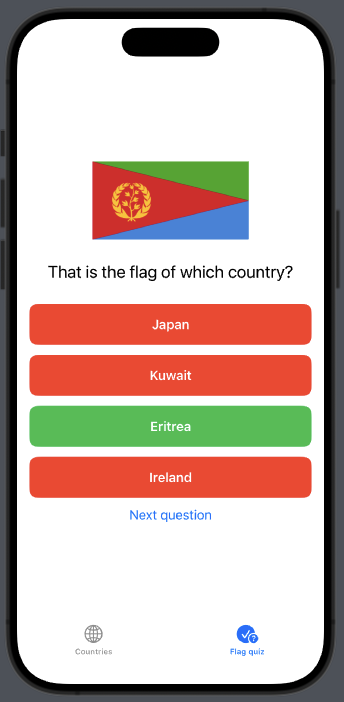 That is the flag of which country?
Japan
Kuwait
Eritrea
Ireland
Next question
Countries
Flag quiz